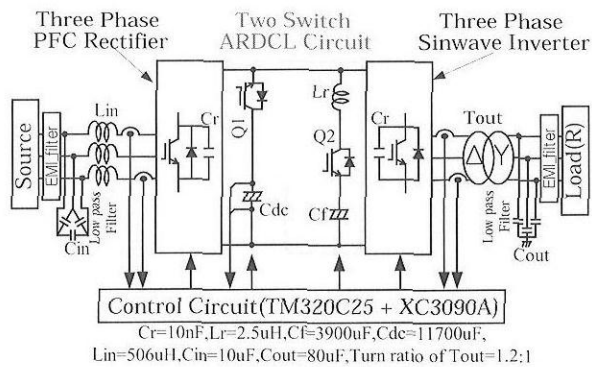 Three Phase
PFC Rectifier
Two Switch
ARDCL Circuit
Three Phase
Sinwave Inverter
Source
EMI filter
Lin
Cin
Low pass
Filter
Cr
Q1
Cdc
Lr
Q2
Cf
Cr
Tout
Δ
Y
Low pass
Filter
Cout
EMI filter
Load(R)
Control Circuit(TM320C25 + XC3090A)
Cr=10nF,Lr=2.5uH,Cf=3900uF,Cdc=11700uF,
Lin=506uH,Cin=10uF,Cout=80uF,Turn ratio of Tout=1.2:1